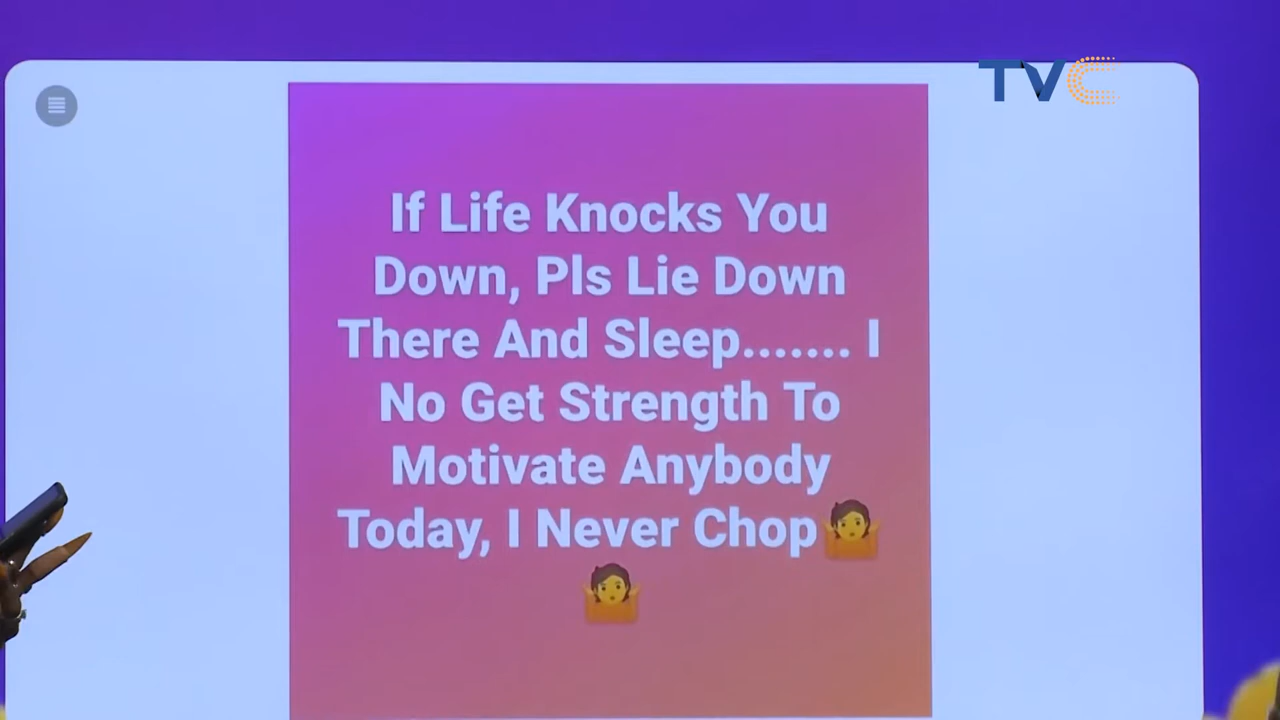 TVC
If Life Knocks You
Down, Pls Lie Down
There And Sleep....... I
No Get Strength To
Motivate Anybody
Today, I Never Chop🤷
🤷